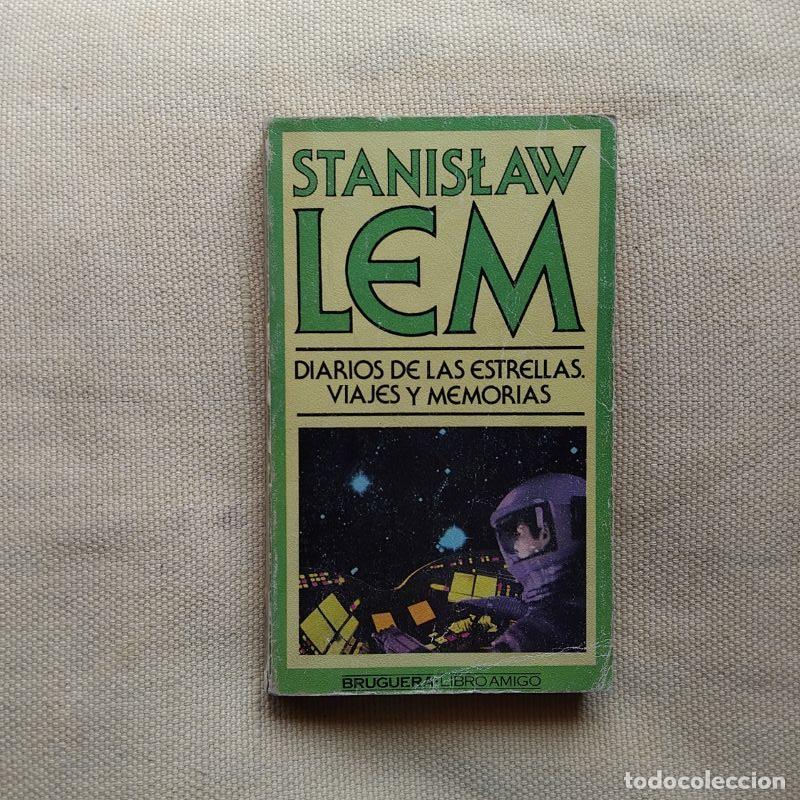 STANISŁAW
LEM
DIARIOS DE LAS ESTRELLAS.
VIAJES Y MEMORIAS
BRUGUERA·LIBRO AMIGO
todocoleccion